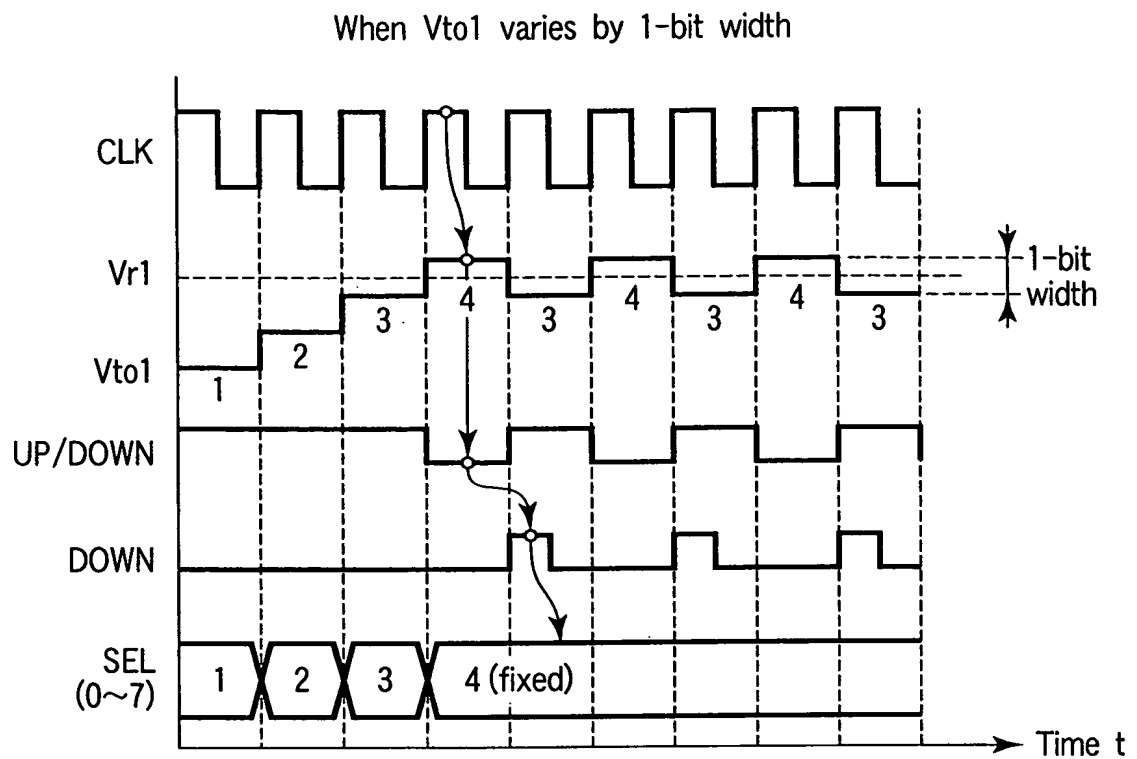 When Vto1 varies by 1-bit width
CLK
Vr1
1-bit
width
4
4
4
3
3
3
3
2
Vto1
1
UP/DOWN
DOWN
SEL
(0~7)
1
2
3
4 (fixed)
Time t